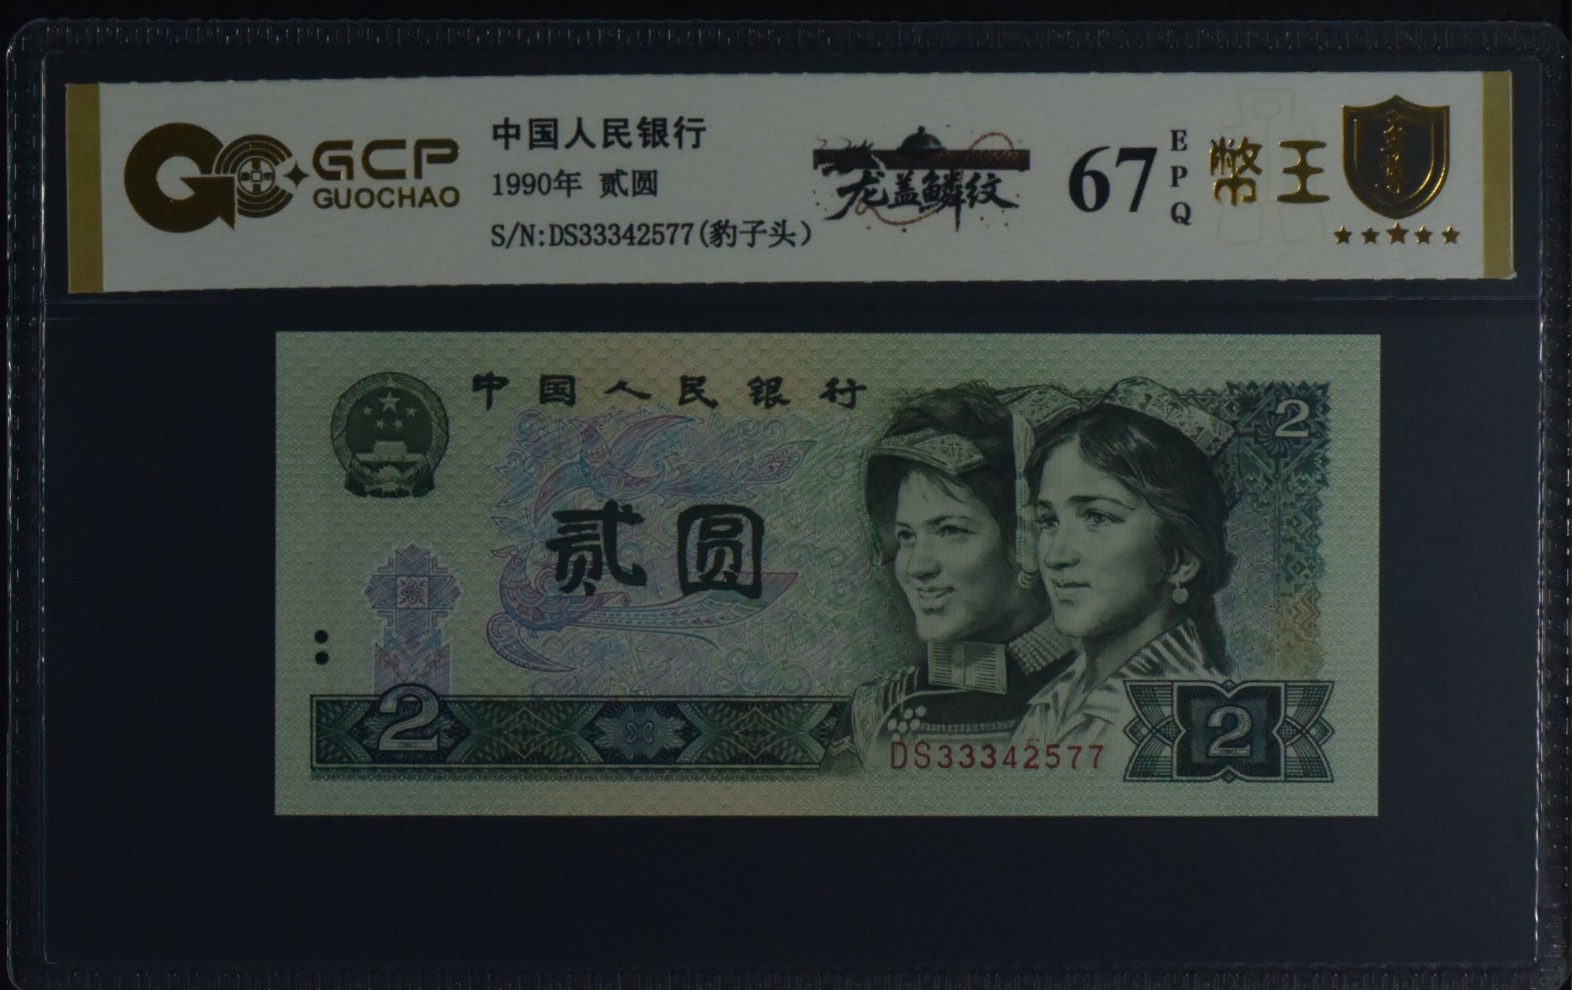 GCP
GUOCHAO
中国人民银行
1990年 贰圆
S/N:DS33342577(豹子头)
龙盖鳞纹
67
EPQ
幣王
中国人民银行
2
贰圆
2
DS33342577
2